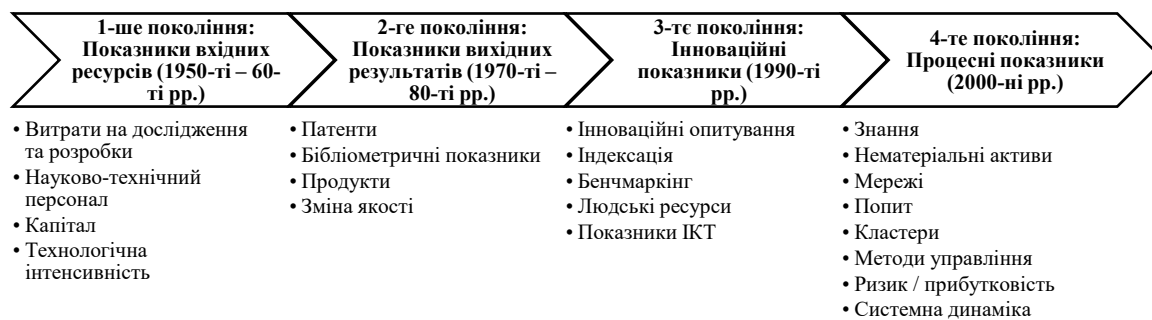 1-ше покоління:
Показники вхідних
ресурсів (1950-ті – 60-
ті рр.)
2-ге покоління:
Показники вихідних
результатів (1970-ті –
80-ті рр.)
3-тє покоління:
Інноваційні
показники (1990-ті
рр.)
4-те покоління:
Процесні показники
(2000-ні рр.)
• Витрати на дослідження
та розробки
• Науково-технічний
персонал
• Капітал
• Технологічна
інтенсивність
• Патенти
• Бібліометричні показники
• Продукти
• Зміна якості
• Інноваційні опитування
• Індексація
• Бенчмаркінг
• Людські ресурси
• Показники ІКТ
• Знання
• Нематеріальні активи
• Мережі
• Попит
• Кластери
• Методи управління
• Ризик / прибутковість
• Системна динаміка